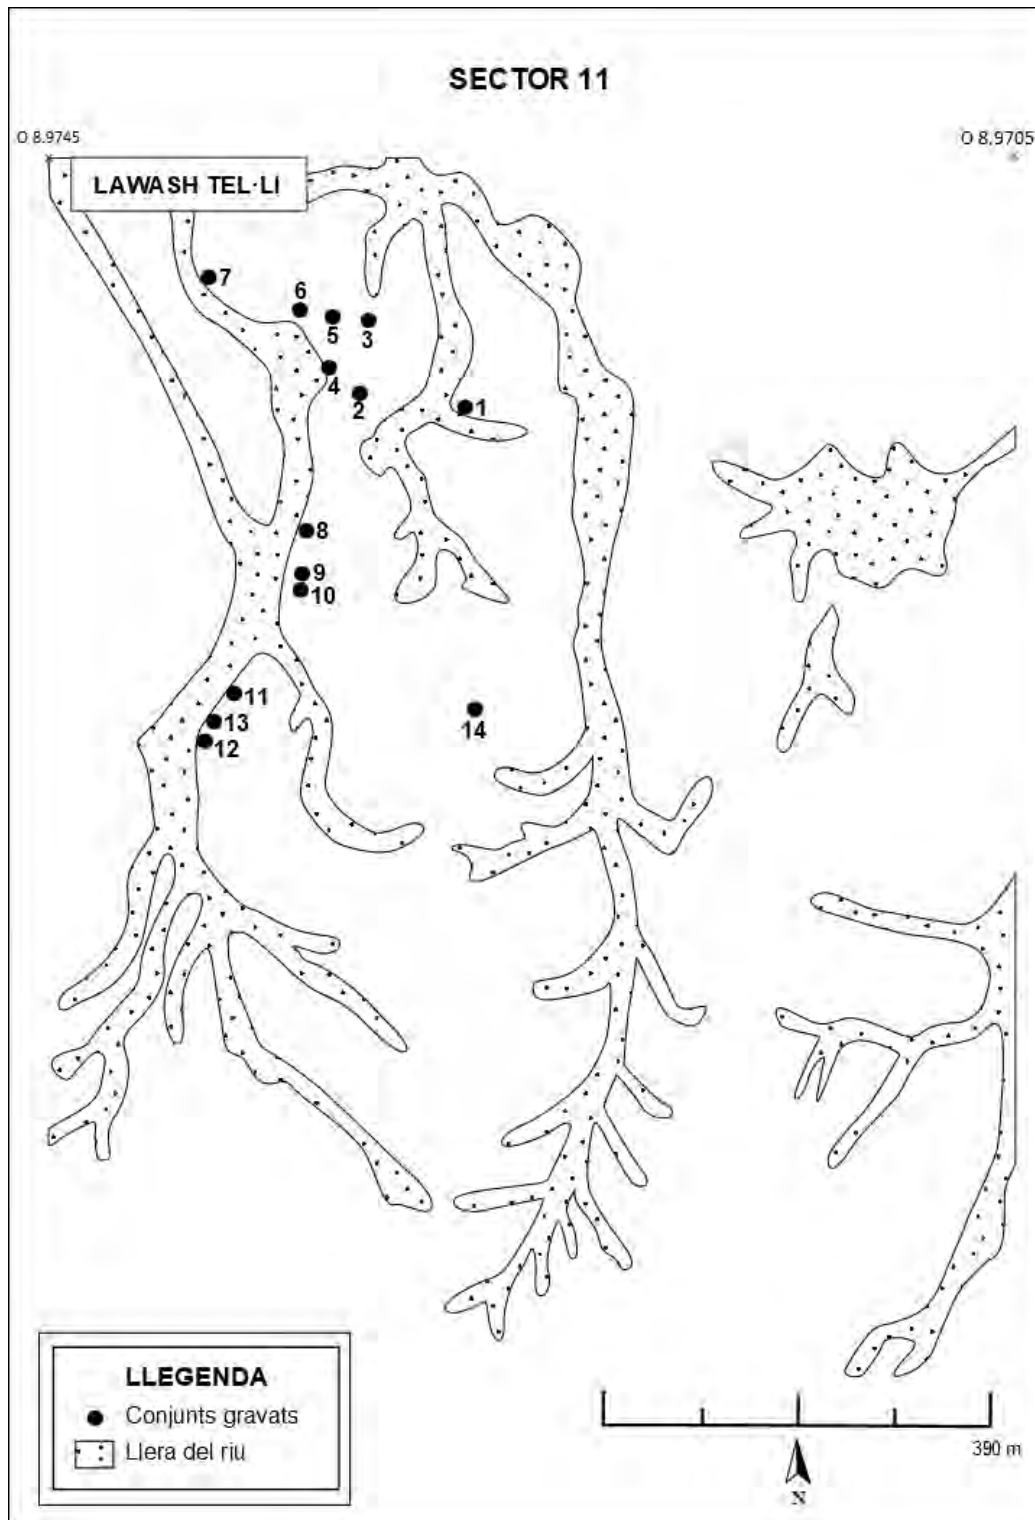 SECTOR 11
O 8.9745
O 8.9705
LAWASH TEL·LI
7
6
5
3
4
2
1
8
9
10
11
13
12
14
LLEGENDA
Conjunts gravats
Llera del riu
390 m
N